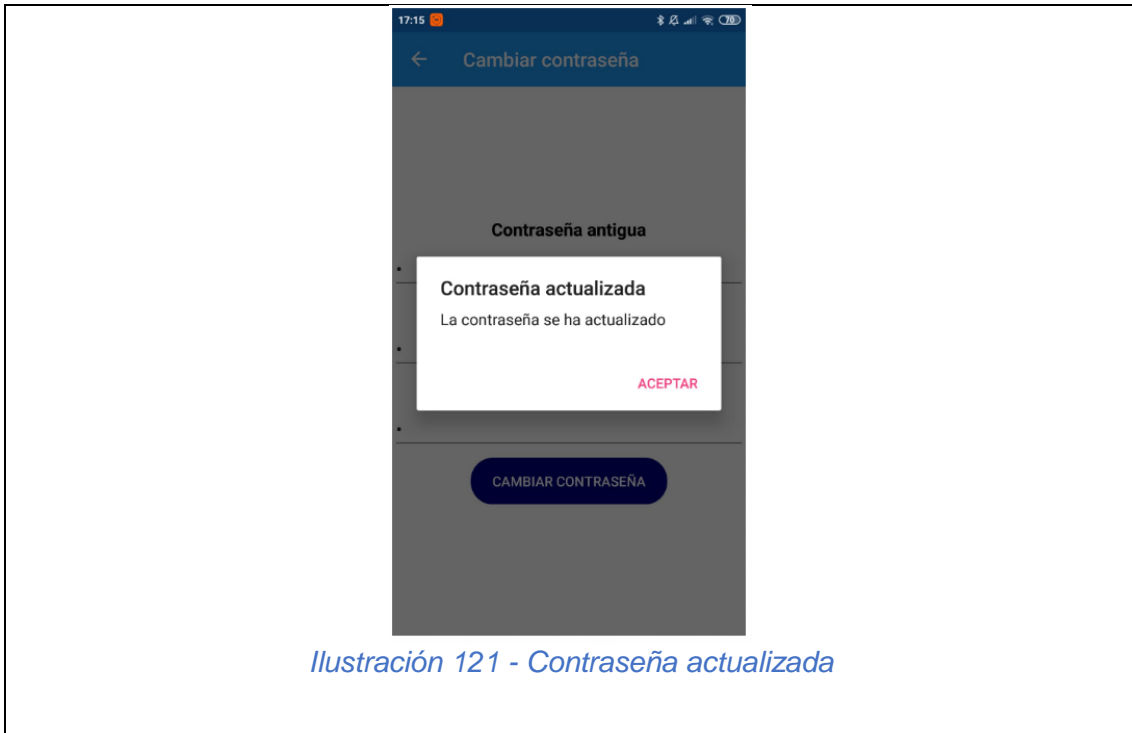 17:15
70
Cambiar contraseña
Contraseña antigua
Contraseña actualizada
La contraseña se ha actualizado
ACEPTAR
CAMBIAR CONTRASEÑA
Ilustración 121 - Contraseña actualizada